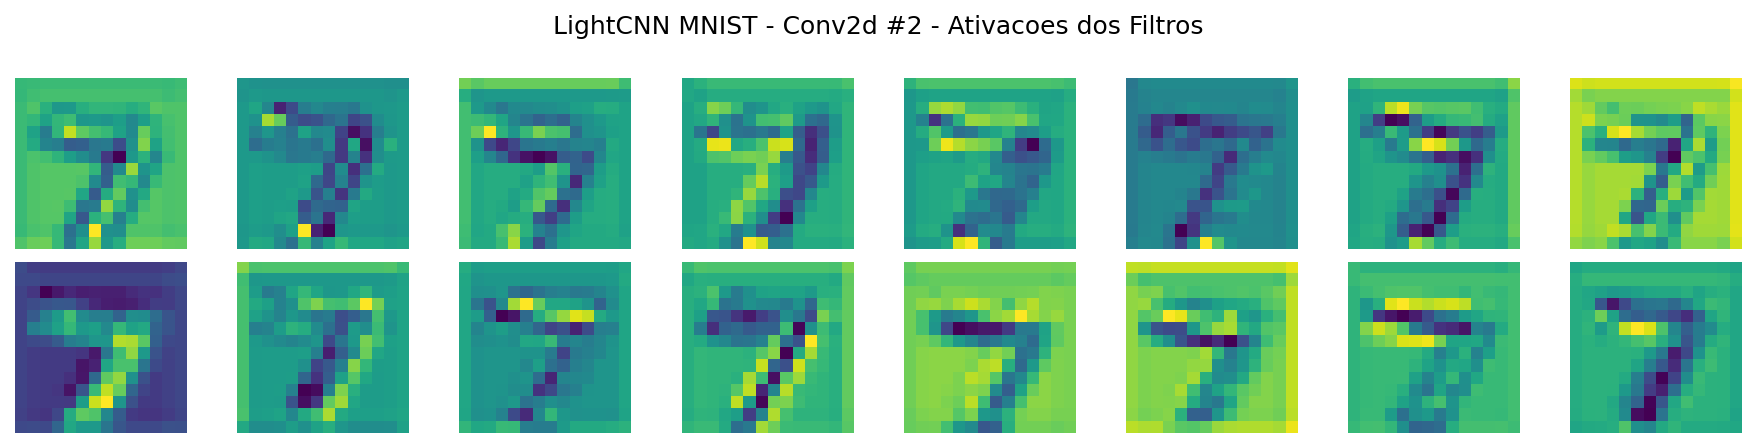 LightCNN MNIST - Conv2d #2 - Ativacoes dos Filtros